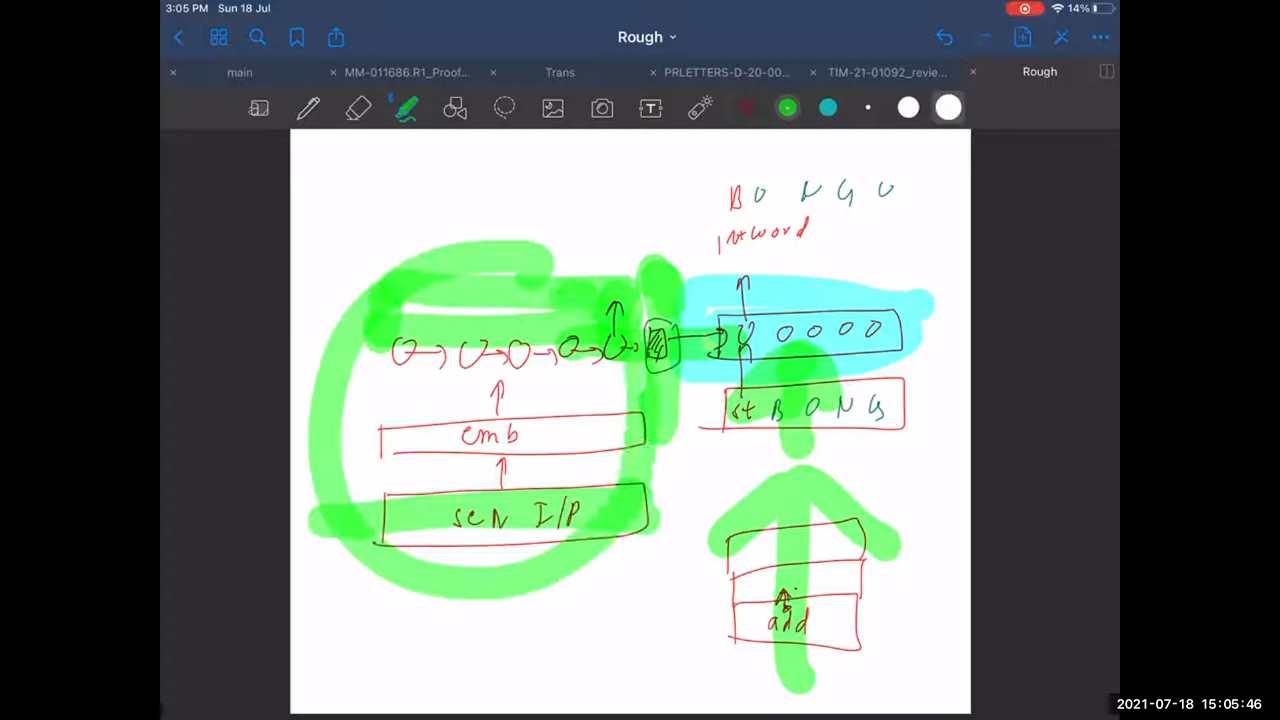 3:05 PM Sun 18 Jul
14%
Rough
main
MM-011686.R1_Proof...
Trans
PRLETTERS-D-20-00...
TIM-21-01092_revie...
Rough
T
B O N G O
1st word
st B O N G
emb
sen I/P
add
2021-07-18 15:05:46